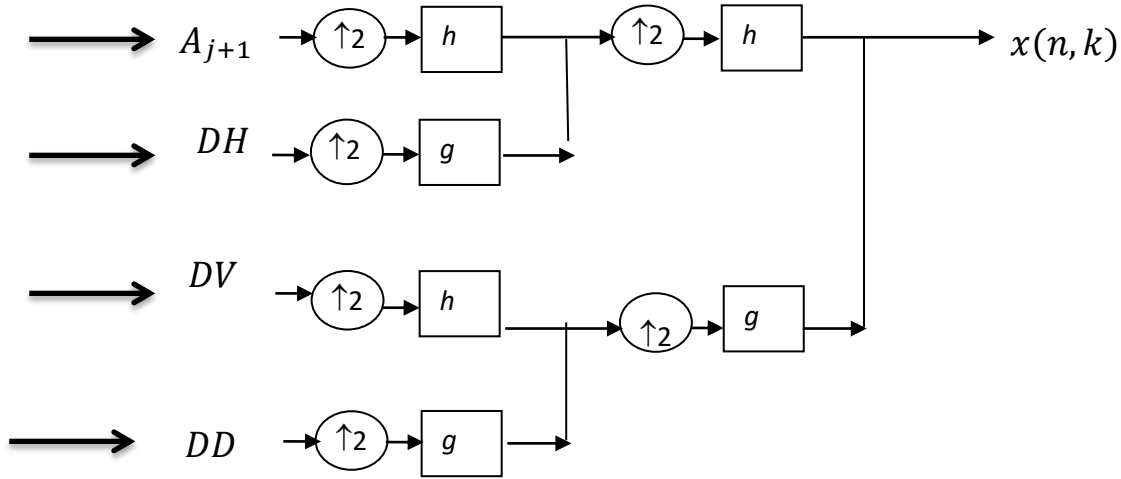 A_{j+1} ↑2 h ↑2 h x(n, k)
DH ↑2 g
DV ↑2 h ↑2 g
DD ↑2 g